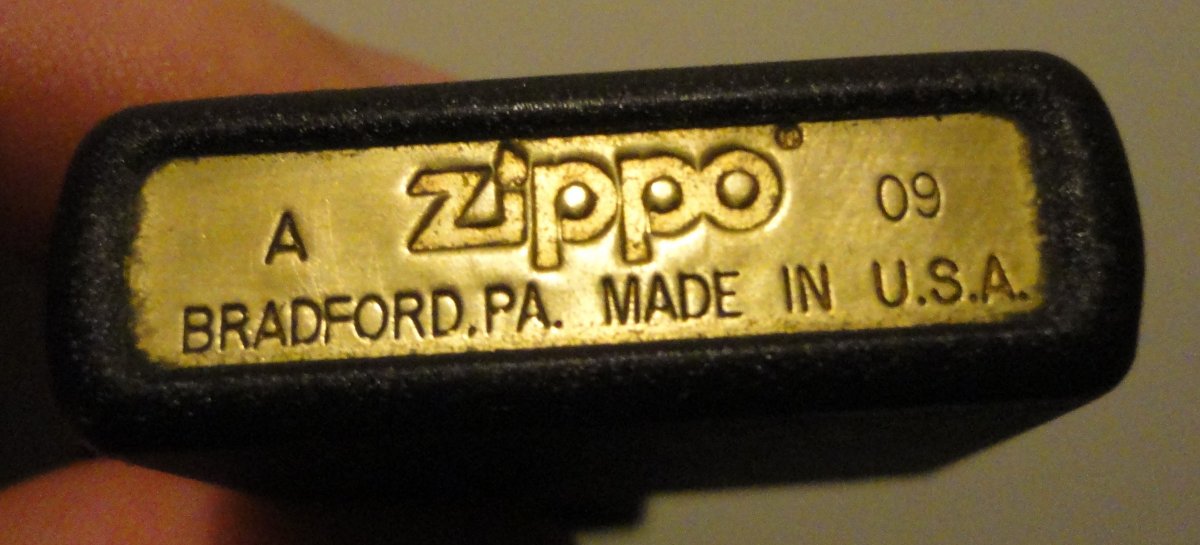 A zippo® 09
BRADFORD, PA. MADE IN U.S.A.